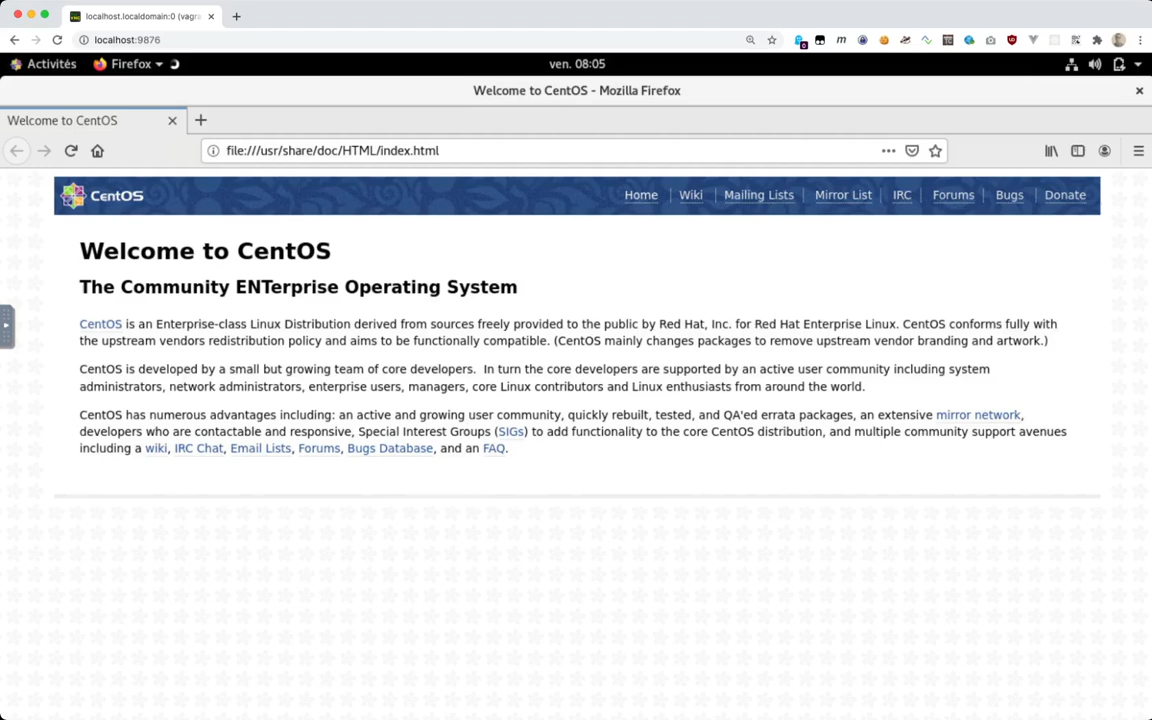 localhost.localdomain:0 (vagra
localhost:9876
Activités Firefox ven. 08:05
Welcome to CentOS - Mozilla Firefox
Welcome to CentOS
file:///usr/share/doc/HTML/index.html
CentOS Home Wiki Mailing Lists Mirror List IRC Forums Bugs Donate
Welcome to CentOS
The Community ENTerprise Operating System
CentOS is an Enterprise-class Linux Distribution derived from sources freely provided to the public by Red Hat, Inc. for Red Hat Enterprise Linux. CentOS conforms fully with
the upstream vendors redistribution policy and aims to be functionally compatible. (CentOS mainly changes packages to remove upstream vendor branding and artwork.)
CentOS is developed by a small but growing team of core developers. In turn the core developers are supported by an active user community including system
administrators, network administrators, enterprise users, managers, core Linux contributors and Linux enthusiasts from around the world.
CentOS has numerous advantages including: an active and growing user community, quickly rebuilt, tested, and QA'ed errata packages, an extensive mirror network,
developers who are contactable and responsive, Special Interest Groups (SIGs) to add functionality to the core CentOS distribution, and multiple community support avenues
including a wiki, IRC Chat, Email Lists, Forums, Bugs Database, and an FAQ.